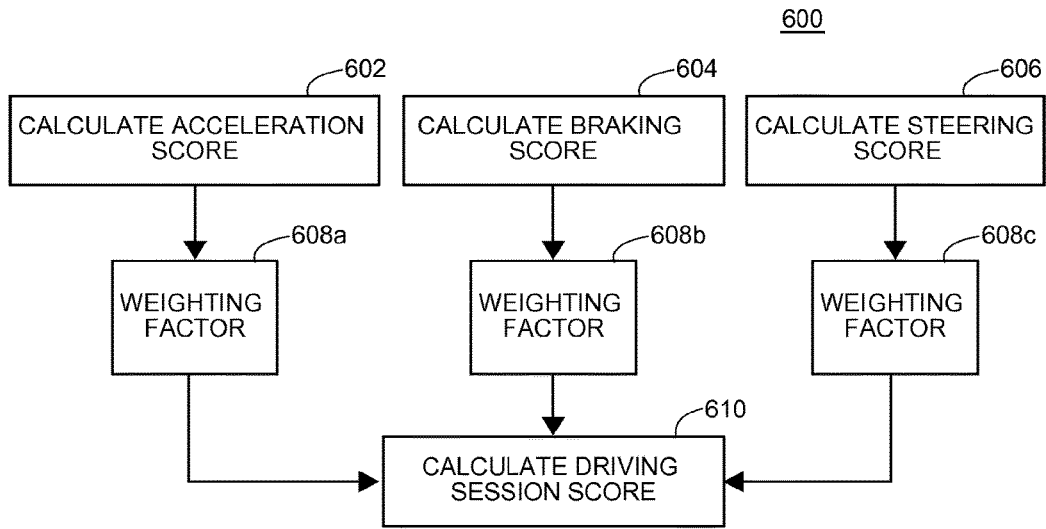 600
602
604
606
CALCULATE ACCELERATION
SCORE
CALCULATE BRAKING
SCORE
CALCULATE STEERING
SCORE
608a
608b
608c
WEIGHTING
FACTOR
WEIGHTING
FACTOR
WEIGHTING
FACTOR
610
CALCULATE DRIVING
SESSION SCORE